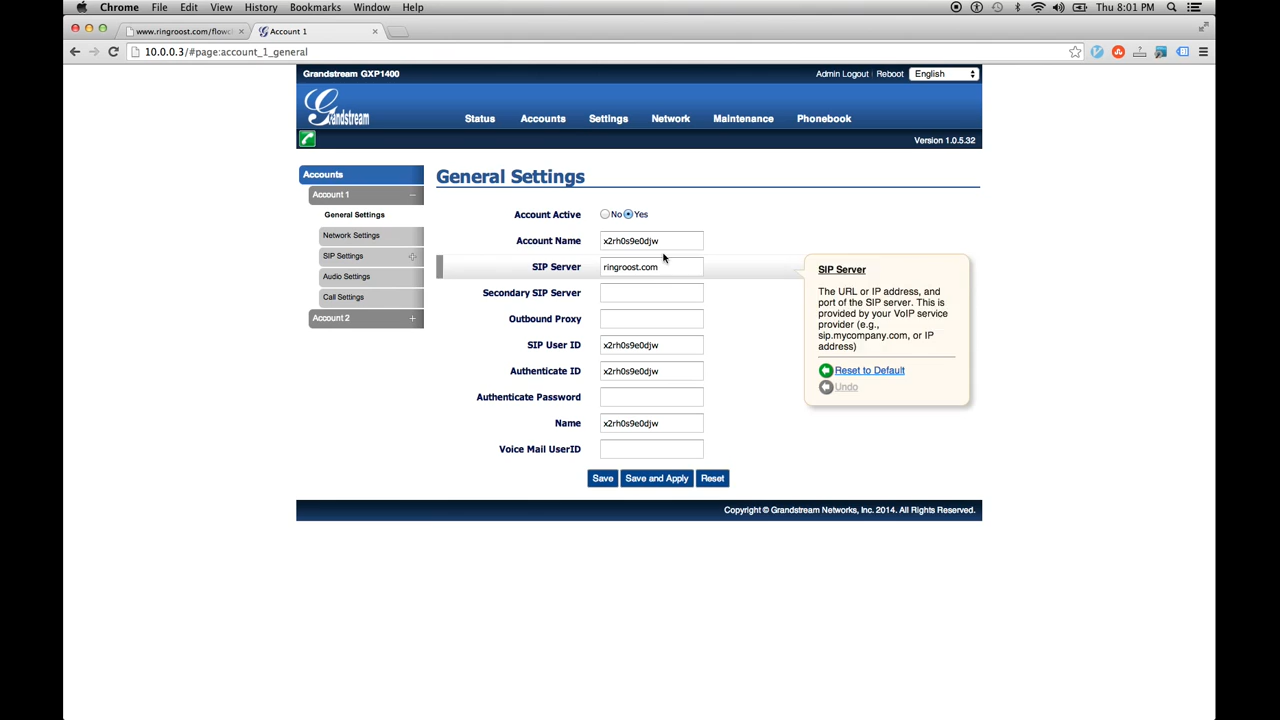 Chrome File Edit View History Bookmarks Window Help Thu 8:01 PM
www.ringroost.com/flowc Account 1
10.0.0.3/#page:account_1_general
Grandstream GXP1400 Admin Logout | Reboot English
Grandstream
Status Accounts Settings Network Maintenance Phonebook
Version 1.0.5.32
Accounts
Account 1
General Settings
Network Settings
SIP Settings
Audio Settings
Call Settings
Account 2
General Settings
Account Active No Yes
Account Name x2rh0s9e0djw
SIP Server ringroost.com
Secondary SIP Server
Outbound Proxy
SIP User ID x2rh0s9e0djw
Authenticate ID x2rh0s9e0djw
Authenticate Password
Name x2rh0s9e0djw
Voice Mail UserID
Save Save and Apply Reset
SIP Server
The URL or IP address, and
port of the SIP server. This is
provided by your VoIP service
provider (e.g.,
sip.mycompany.com, or IP
address)
Reset to Default
Undo
Copyright © Grandstream Networks, Inc. 2014. All Rights Reserved.